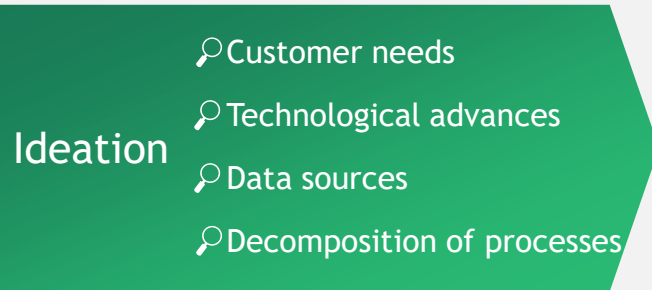 Ideation
Customer needs
Technological advances
Data sources
Decomposition of processes